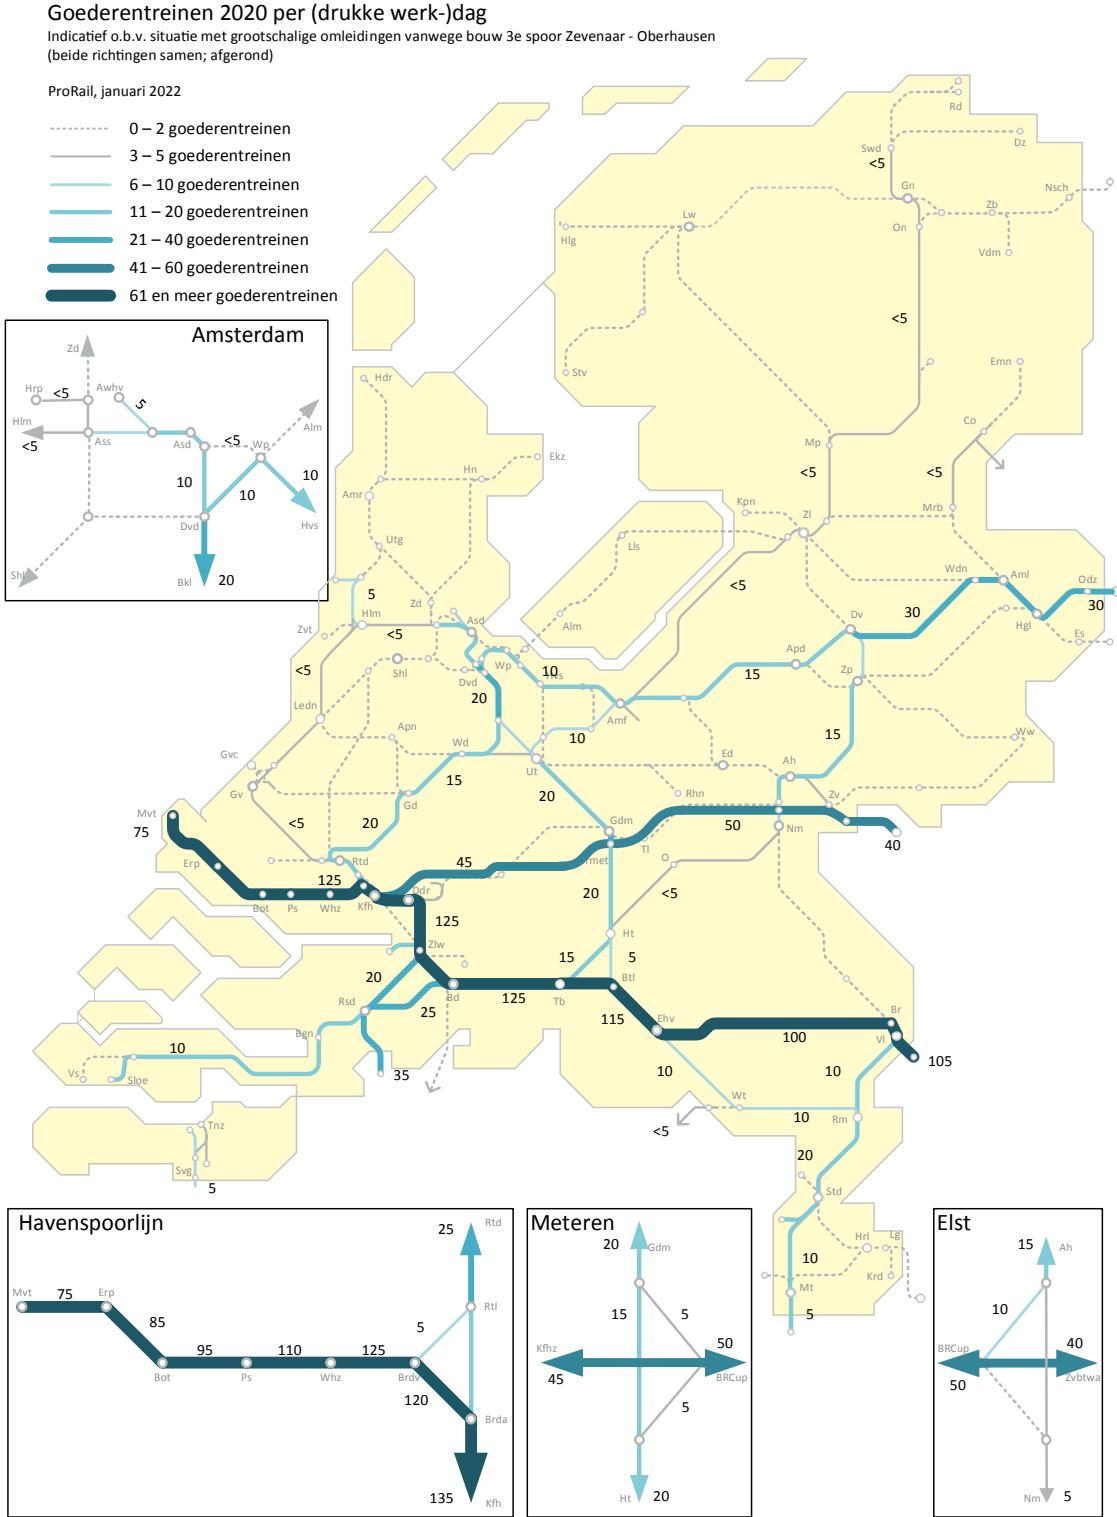 Goederentreinen 2020 per (drukke werk-)dag
Indicatief o.b.v. situatie met grootschalige omleidingen vanwege bouw 3e spoor Zevenaar - Oberhausen
(beide richtingen samen; afgerond)
ProRail, januari 2022
0 – 2 goederentreinen
3 – 5 goederentreinen
6 – 10 goederentreinen
11 – 20 goederentreinen
21 – 40 goederentreinen
41 – 60 goederentreinen
61 en meer goederentreinen
Rd
Swd
Dz
<5
Gn
Nsch
Zb
Lw
Hlg
On
Vdm
<5
Stv
Emn
Hdr
Co
Mp
Ekz
Hn
<5
<5
Amr
Kpn
Zl
Mrb
Utg
Lls
Wdn
Aml
Odz
<5
30
5
Zd
Hlm
Asd
Alm
Dv
30
Hgl
Es
Zvt
<5
Wp
Apd
<5
Shl
Dvd
10
Hvs
15
Zp
20
Ledn
Amf
Apn
10
Wd
15
Ww
Gvc
Ut
Ed
Ah
Gv
15
20
Rhn
Zv
Gd
Mvt
75
<5
20
Gdm
50
Nm
Tl
40
Erp
Rtd
45
rmet
O
125
Ddr
Bot
Ps
Whz
Kfh
20
<5
125
Zlw
Ht
15
5
20
Btl
Rsd
25
Bd
125
Tb
115
Ehv
Br
Bgn
100
Vl
10
105
Vs
Sloe
35
10
10
Wt
10
Rm
Tnz
<5
20
Svg
5
Std
Hrl
Lg
10
Krd
Mt
5
Amsterdam
Zd
Hrp
<5
Awhv
5
Hlm
<5
Ass
Asd
<5
Wp
Alm
10
10
10
Dvd
Hvs
Shl
Bkl
20
Havenspoorlijn
25
Rtd
Mvt
75
Erp
Rtl
85
5
95
110
125
Bot
Ps
Whz
Brdv
120
Brda
135
Kfh
Meteren
20
Gdm
15
5
Kfhz
50
45
BRCup
5
Ht
20
Elst
15
Ah
10
BRCup
40
50
Zvbtwa
Nm
5